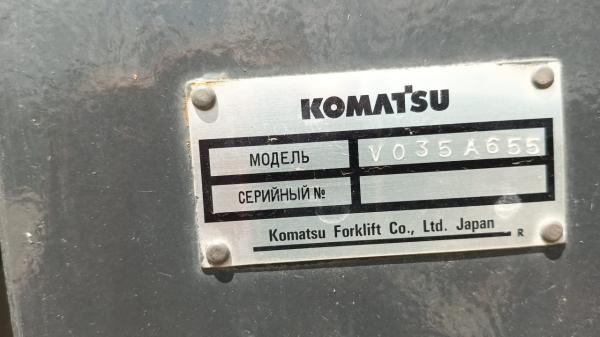 KOMATSU
МОДЕЛЬ V035A655
СЕРИЙНЫЙ №
Komatsu Forklift Co., Ltd. Japan
R